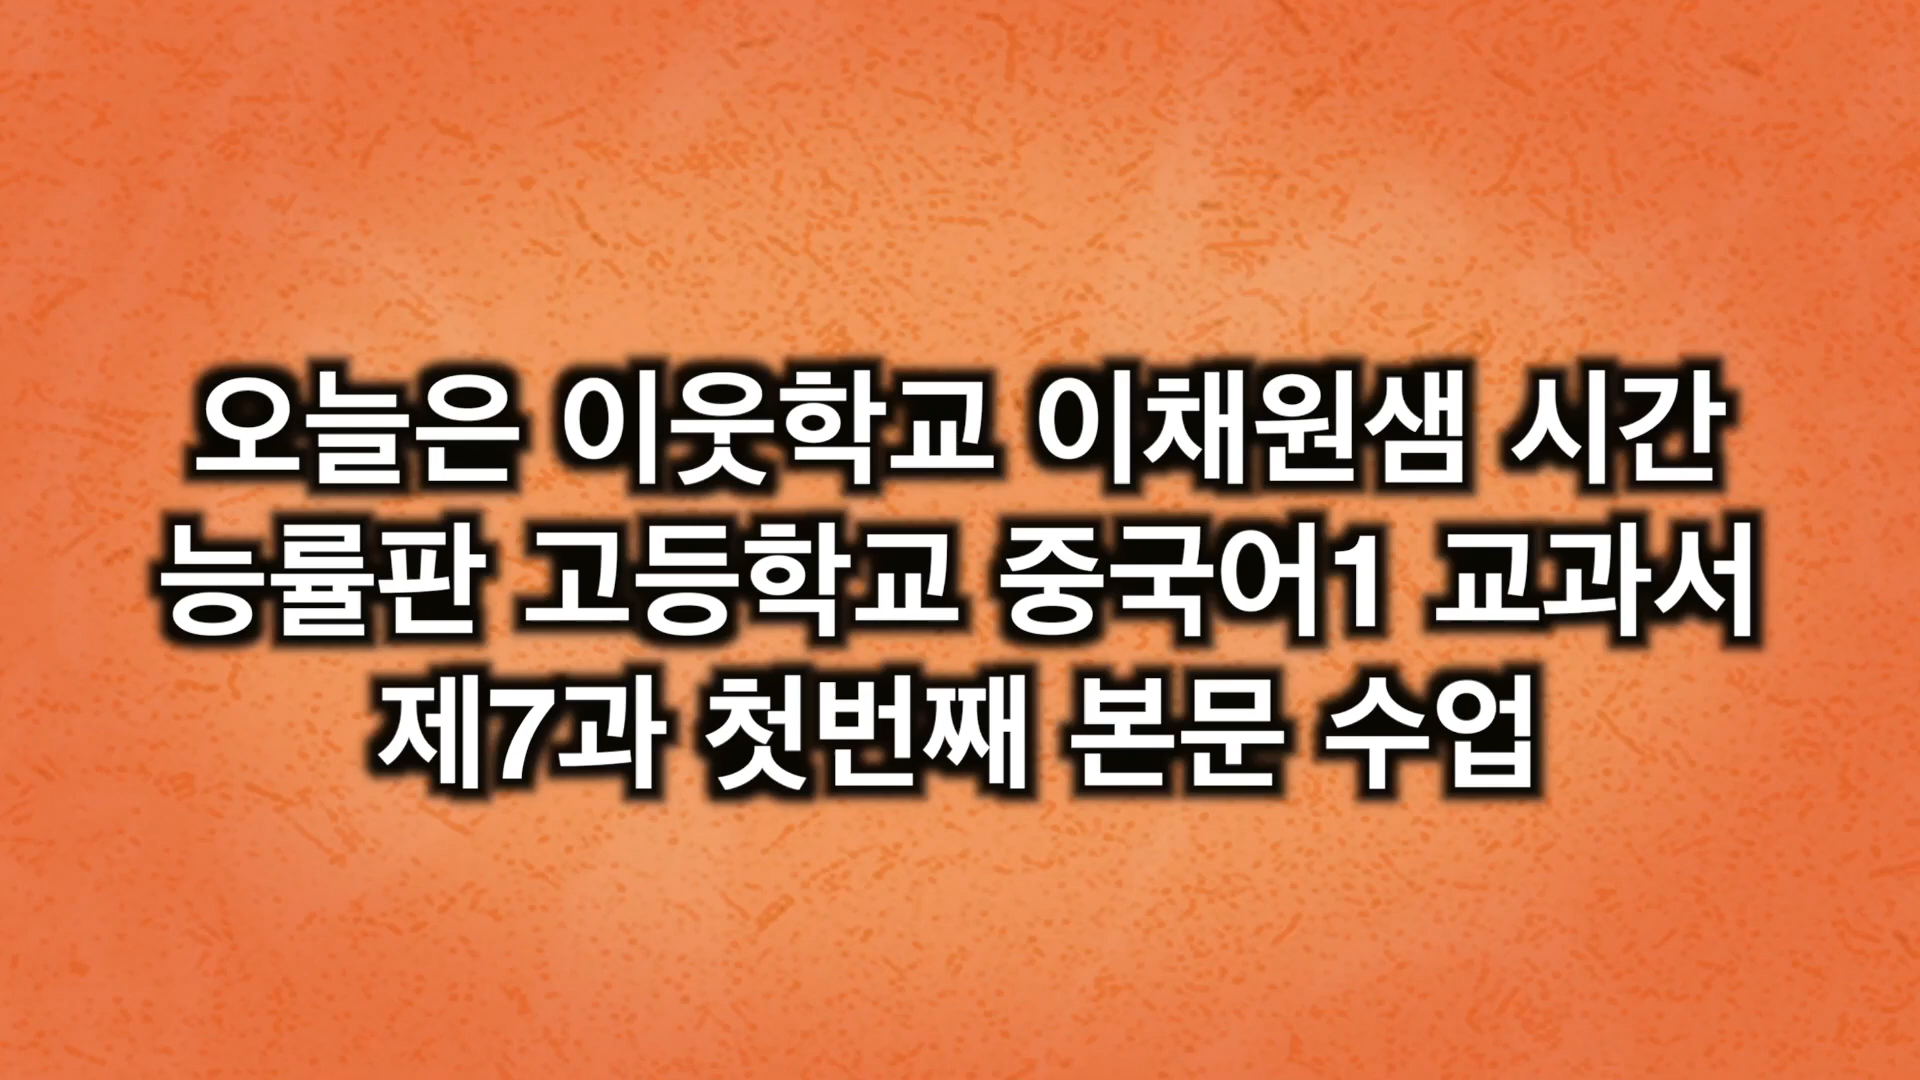 오늘은 이웃학교 이채원샘 시간
능률판 고등학교 중국어1 교과서
제7과 첫번째 본문 수업